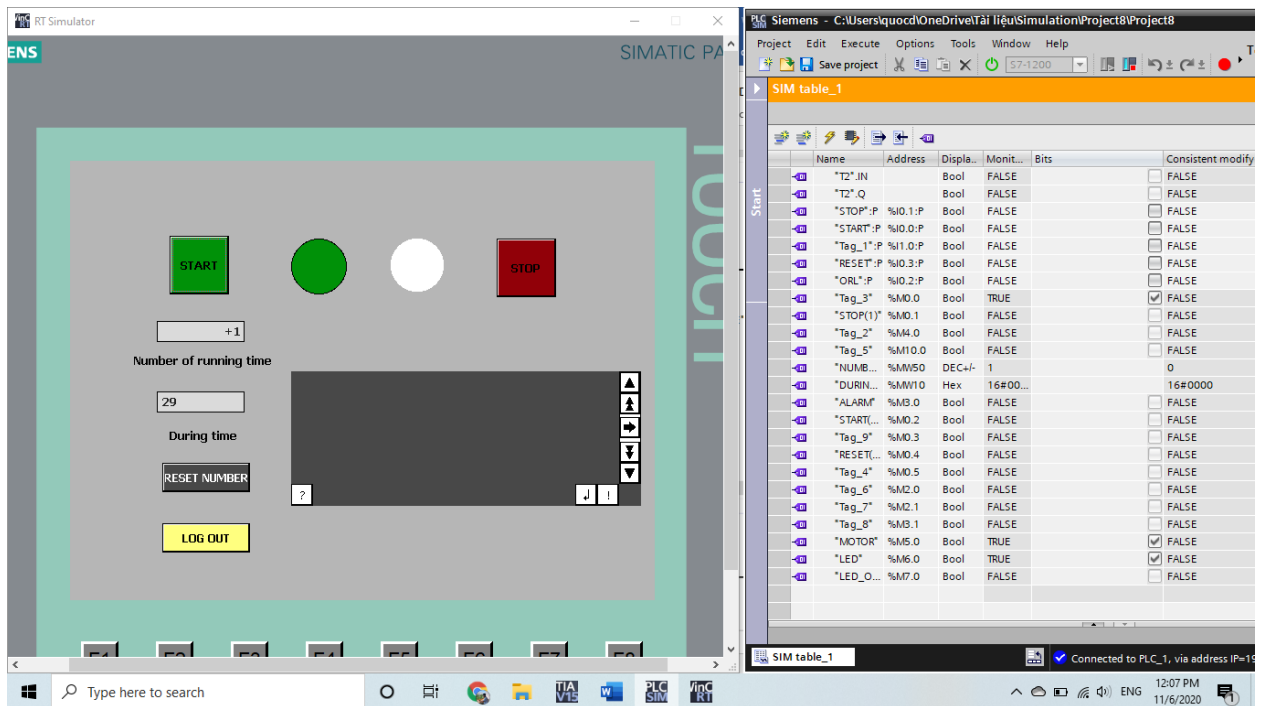 RT Simulator
ENS
SIMATIC PA
TOUCH
START
STOP
+1
Number of running time
29
During time
RESET NUMBER
LOG OUT
?
!
Siemens - C:\Users\quocd\OneDrive\Tài liệu\Simulation\Project8\Project8
Project Edit Execute Options Tools Window Help
Save project S7-1200
SIM table_1
Start
Name Address Displa.. Monit... Bits Consistent modify
"T2".IN Bool FALSE FALSE
"T2".Q Bool FALSE FALSE
"STOP":P %I0.1:P Bool FALSE FALSE
"START":P %I0.0:P Bool FALSE FALSE
"Tag_1":P %I1.0:P Bool FALSE FALSE
"RESET":P %I0.3:P Bool FALSE FALSE
"ORL":P %I0.2:P Bool FALSE FALSE
"Tag_3" %M0.0 Bool TRUE FALSE
"STOP(1)" %M0.1 Bool FALSE FALSE
"Tag_2" %M4.0 Bool FALSE FALSE
"Tag_5" %M10.0 Bool FALSE FALSE
"NUMB... %MW50 DEC+/- 1 0
"DURIN... %MW10 Hex 16#00... 16#0000
"ALARM" %M3.0 Bool FALSE FALSE
"START(... %M0.2 Bool FALSE FALSE
"Tag_9" %M0.3 Bool FALSE FALSE
"RESET(... %M0.4 Bool FALSE FALSE
"Tag_4" %M0.5 Bool FALSE FALSE
"Tag_6" %M2.0 Bool FALSE FALSE
"Tag_7" %M2.1 Bool FALSE FALSE
"Tag_8" %M3.1 Bool FALSE FALSE
"MOTOR" %M5.0 Bool TRUE FALSE
"LED" %M6.0 Bool TRUE FALSE
"LED_O... %M7.0 Bool FALSE FALSE
SIM table_1
Connected to PLC_1, via address IP=19
Type here to search
TIA V15
PLC SIM
WinC RT
ENG
12:07 PM
11/6/2020
1